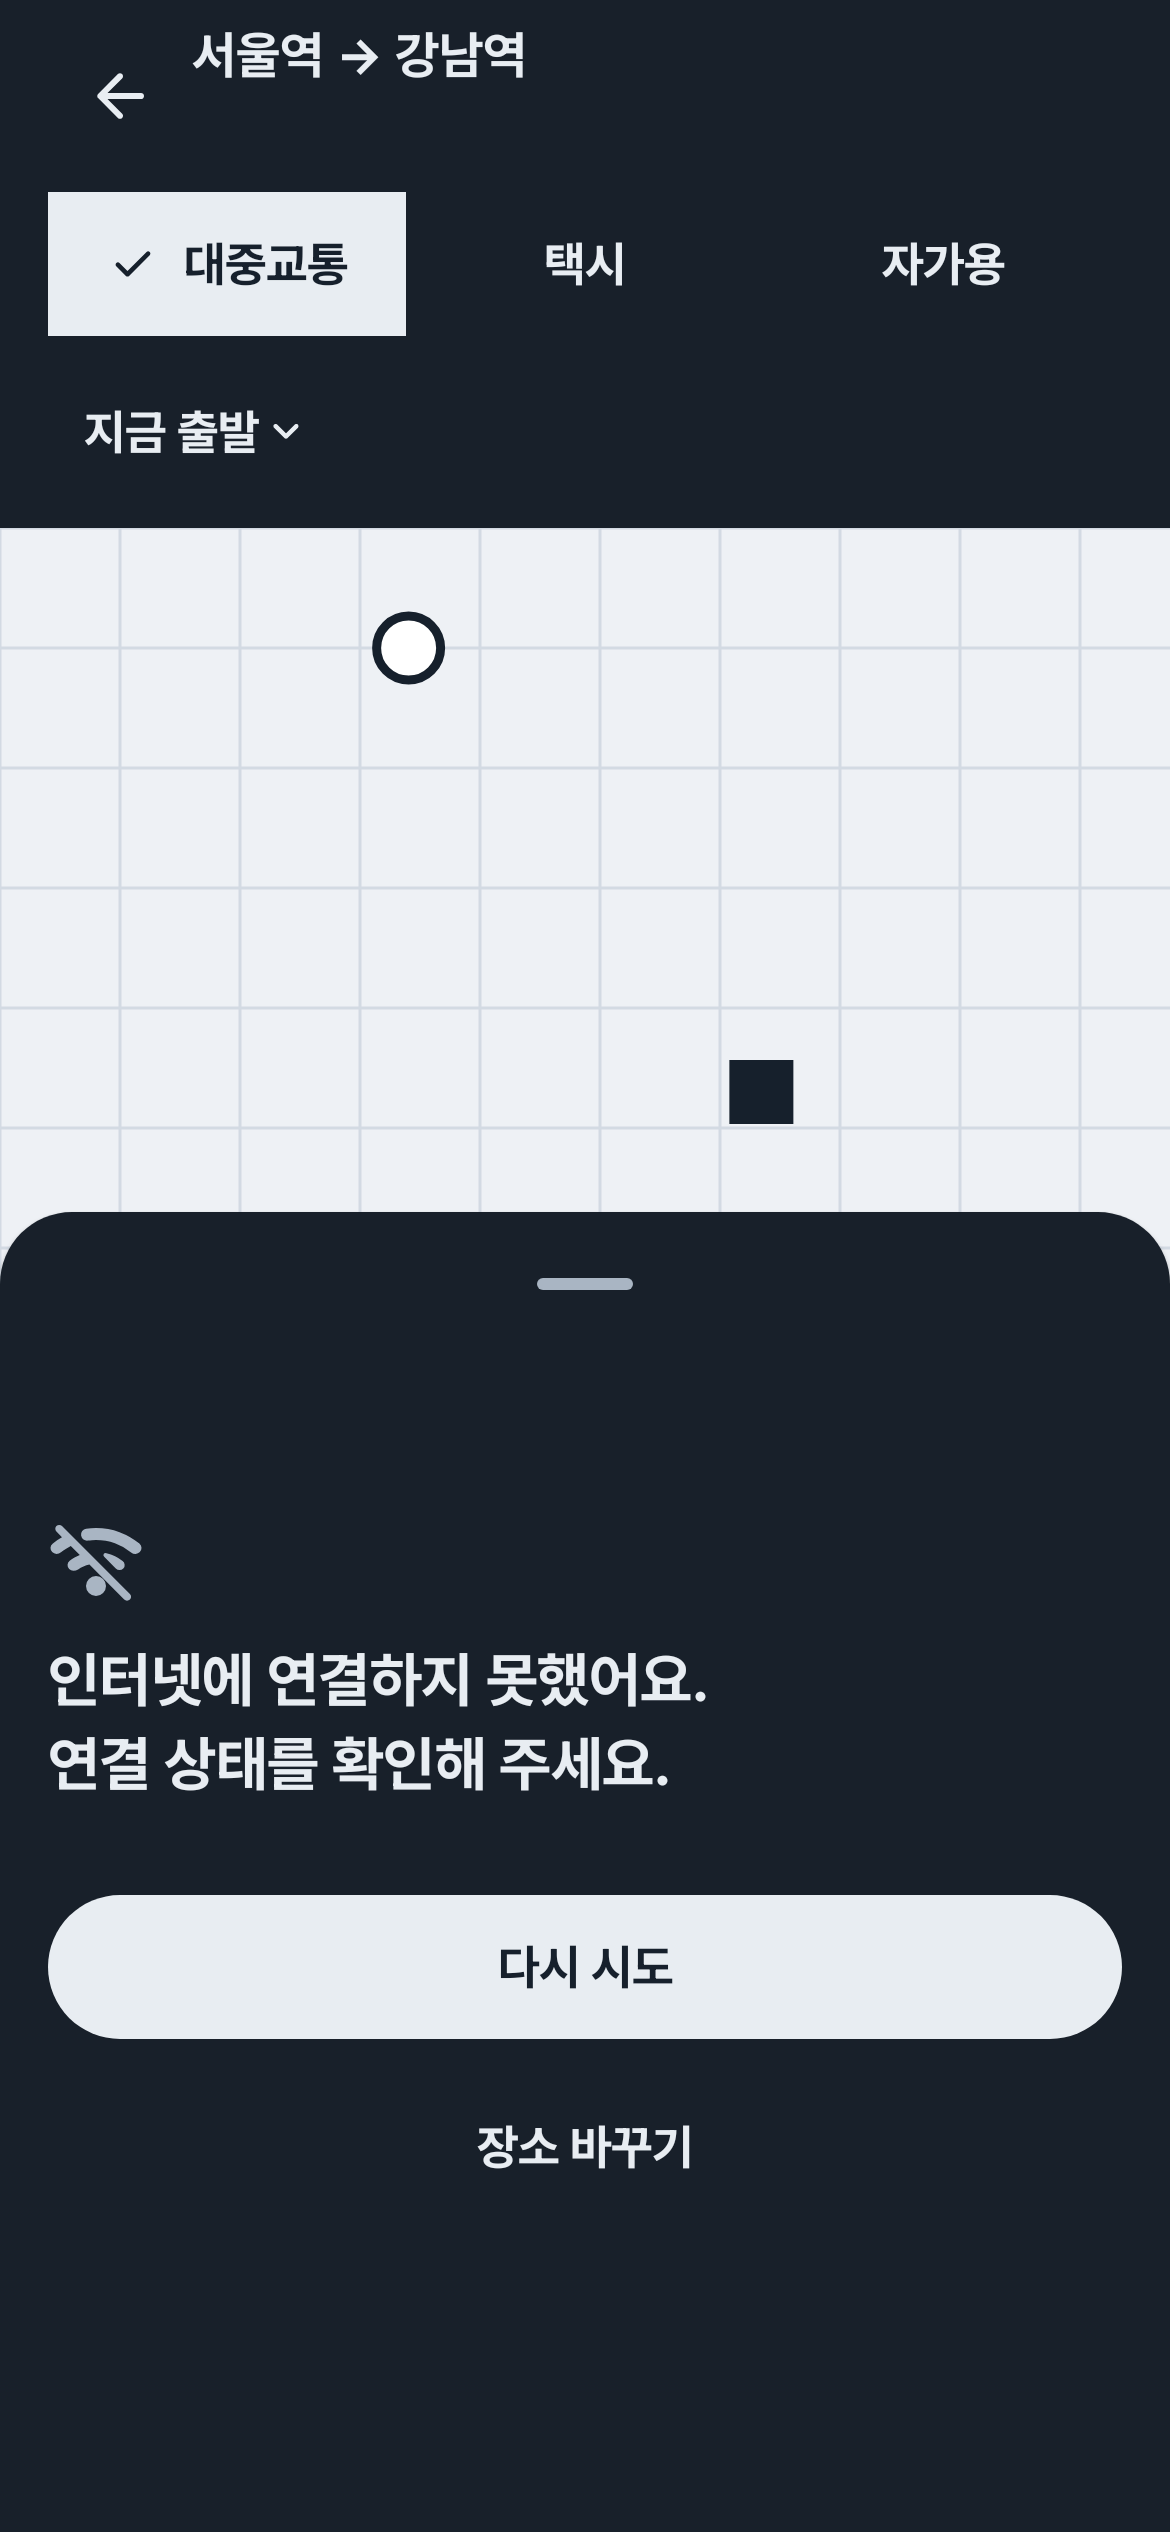 서울역 → 강남역
대중교통
택시
자가용
지금 출발
인터넷에 연결하지 못했어요.
연결 상태를 확인해 주세요.
다시 시도
장소 바꾸기